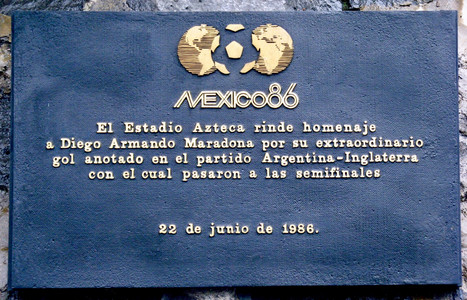 MEXICO86
El Estadio Azteca rinde homenaje
a Diego Armando Maradona por su extraordinario
gol anotado en el partido Argentina-Inglaterra
con el cual pasaron a las semifinales
22 de junio de 1986.